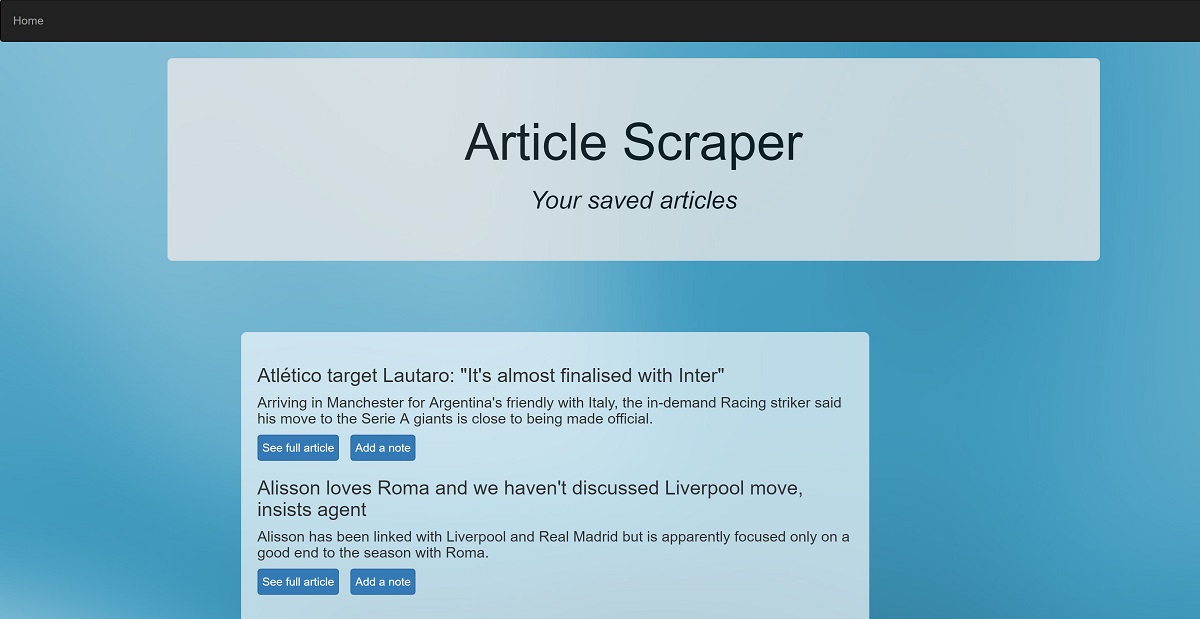 Home
Article Scraper
Your saved articles
Atlético target Lautaro: "It's almost finalised with Inter"
Arriving in Manchester for Argentina's friendly with Italy, the in-demand Racing striker said
his move to the Serie A giants is close to being made official.
See full article Add a note
Alisson loves Roma and we haven't discussed Liverpool move,
insists agent
Alisson has been linked with Liverpool and Real Madrid but is apparently focused only on a
good end to the season with Roma.
See full article Add a note